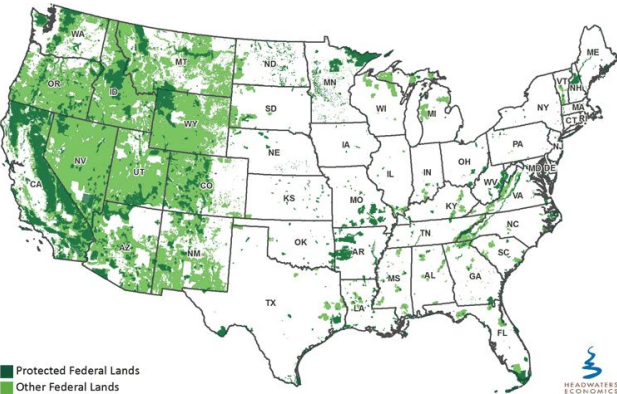 WA
MT
ND
MN
ME
OR
ID
WY
SD
WI
MI
VT
NH
NY
MA
CT
R
NV
UT
CO
NE
IA
IL
IN
OH
PA
NJ
MD
DE
CA
KS
MO
KY
WV
VA
AZ
NM
OK
AR
TN
NC
SC
TX
LA
MS
AL
GA
FL
Protected Federal Lands
Other Federal Lands
HEADWATERS
ECONOMICS